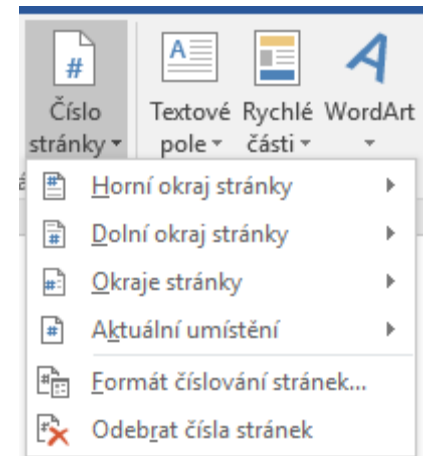 Číslo stránky
Textové pole
Rychlé části
WordArt
Horní okraj stránky
Dolní okraj stránky
Okraje stránky
Aktuální umístění
Formát číslování stránek...
Odebrat čísla stránek